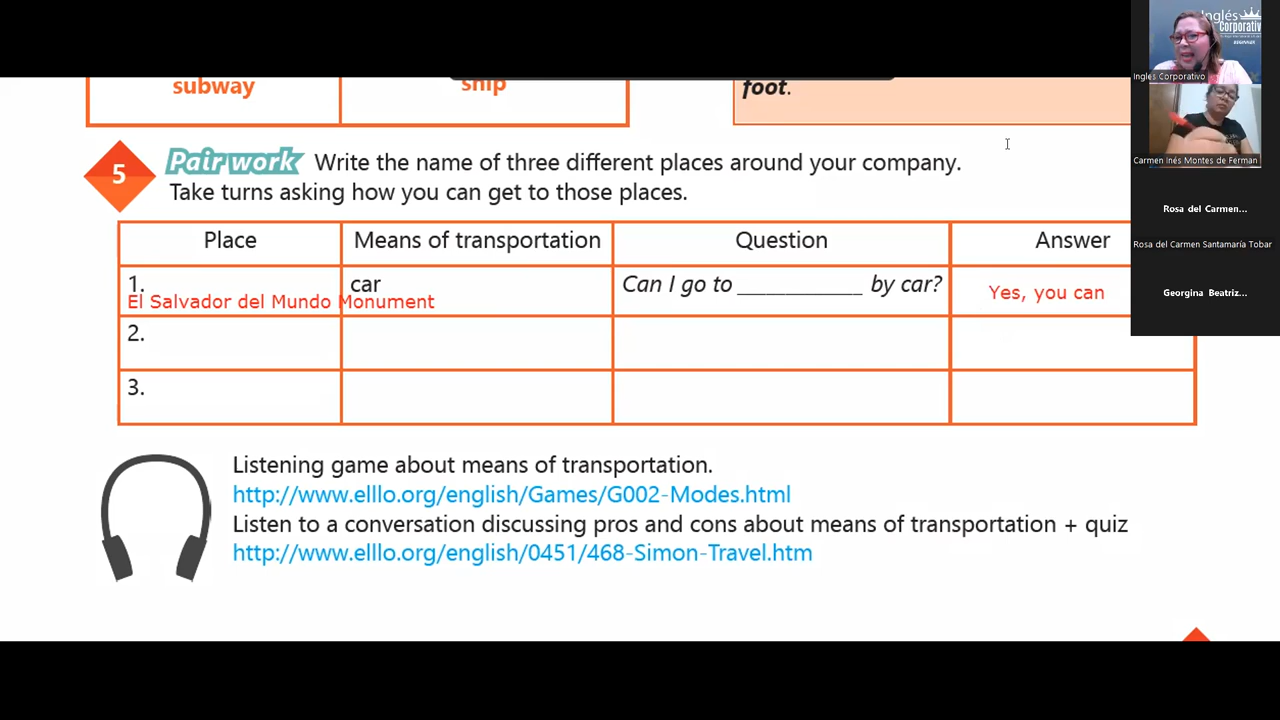 subway
ship
foot.
5
Pair work Write the name of three different places around your company.
Take turns asking how you can get to those places.
Place Means of transportation Question Answer
1. car Can I go to ____________ by car? Yes, you can
El Salvador del Mundo Monument
2.
3.
Listening game about means of transportation.
http://www.elllo.org/english/Games/G002-Modes.html
Listen to a conversation discussing pros and cons about means of transportation + quiz
http://www.elllo.org/english/0451/468-Simon-Travel.htm
Inglés
Corporativo
Ingles Corporativo
Carmen Inés Montes de Ferman
Rosa del Carmen...
Rosa del Carmen Santamaría Tobar
Georgina Beatriz...